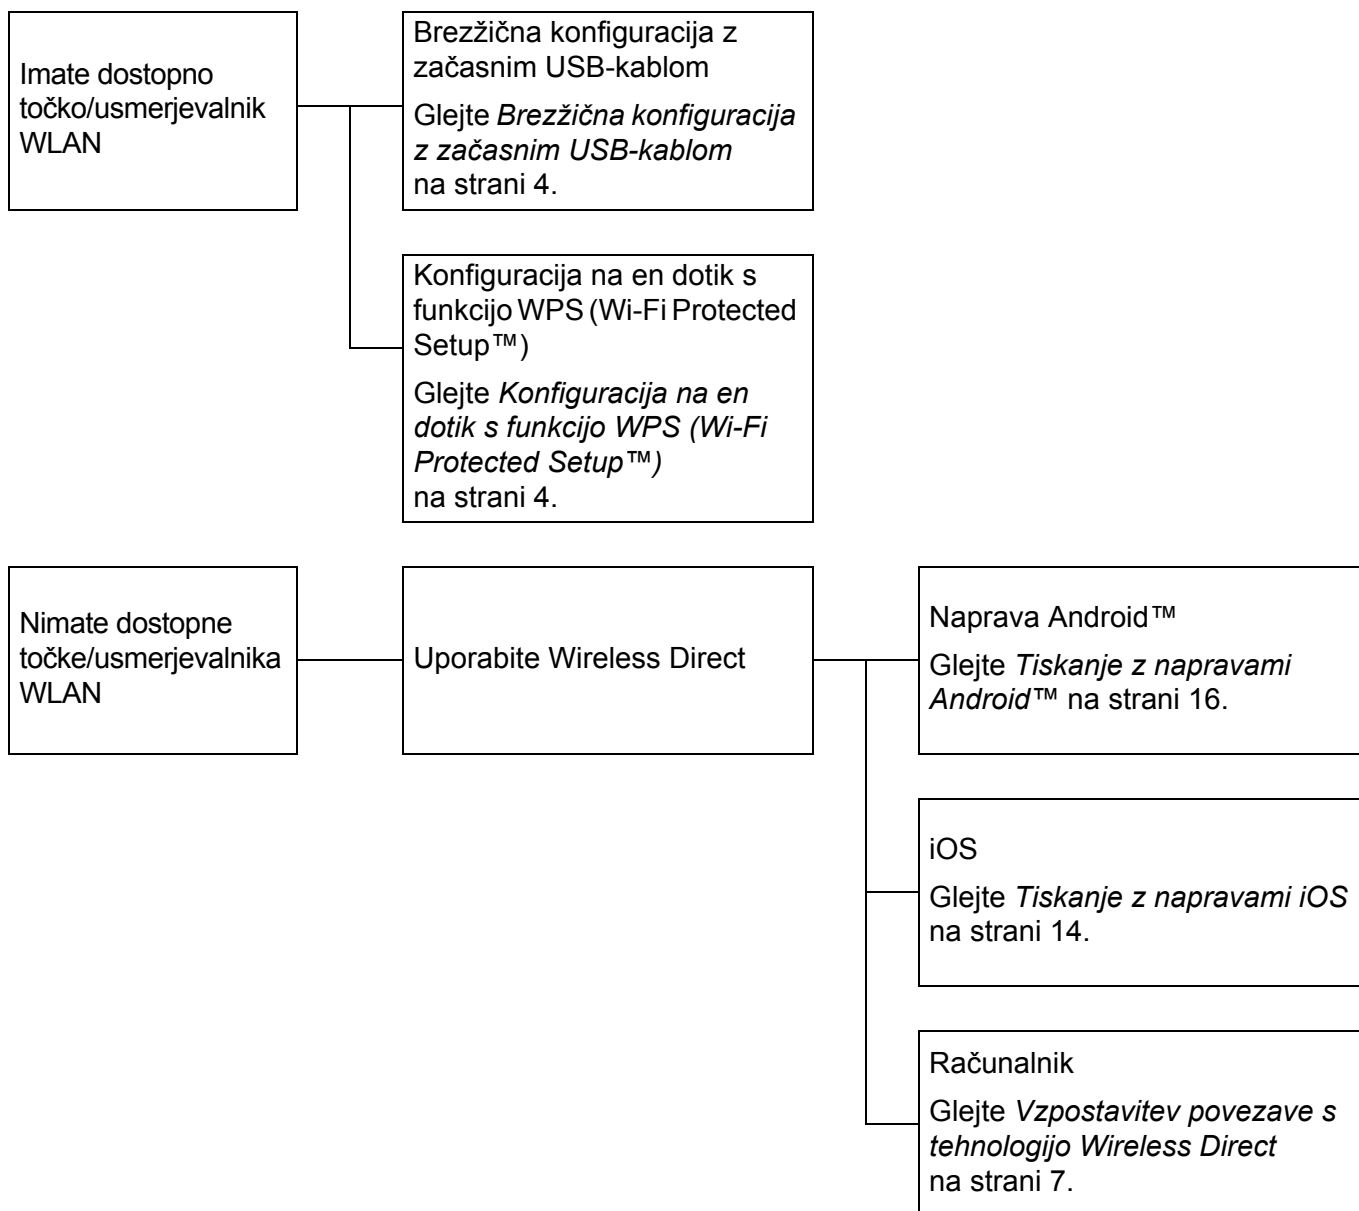 Imate dostopno
točko/usmerjevalnik
WLAN
Brezžična konfiguracija z
začasnim USB-kablom
Glejte Brezžična konfiguracija
z začasnim USB-kablom
na strani 4.
Konfiguracija na en dotik s
funkcijo WPS (Wi-Fi Protected
Setup™)
Glejte Konfiguracija na en
dotik s funkcijo WPS (Wi-Fi
Protected Setup™)
na strani 4.
Nimate dostopne
točke/usmerjevalnika
WLAN
Uporabite Wireless Direct
Naprava Android™
Glejte Tiskanje z napravami
Android™ na strani 16.
iOS
Glejte Tiskanje z napravami iOS
na strani 14.
Računalnik
Glejte Vzpostavitev povezave s
tehnologijo Wireless Direct
na strani 7.